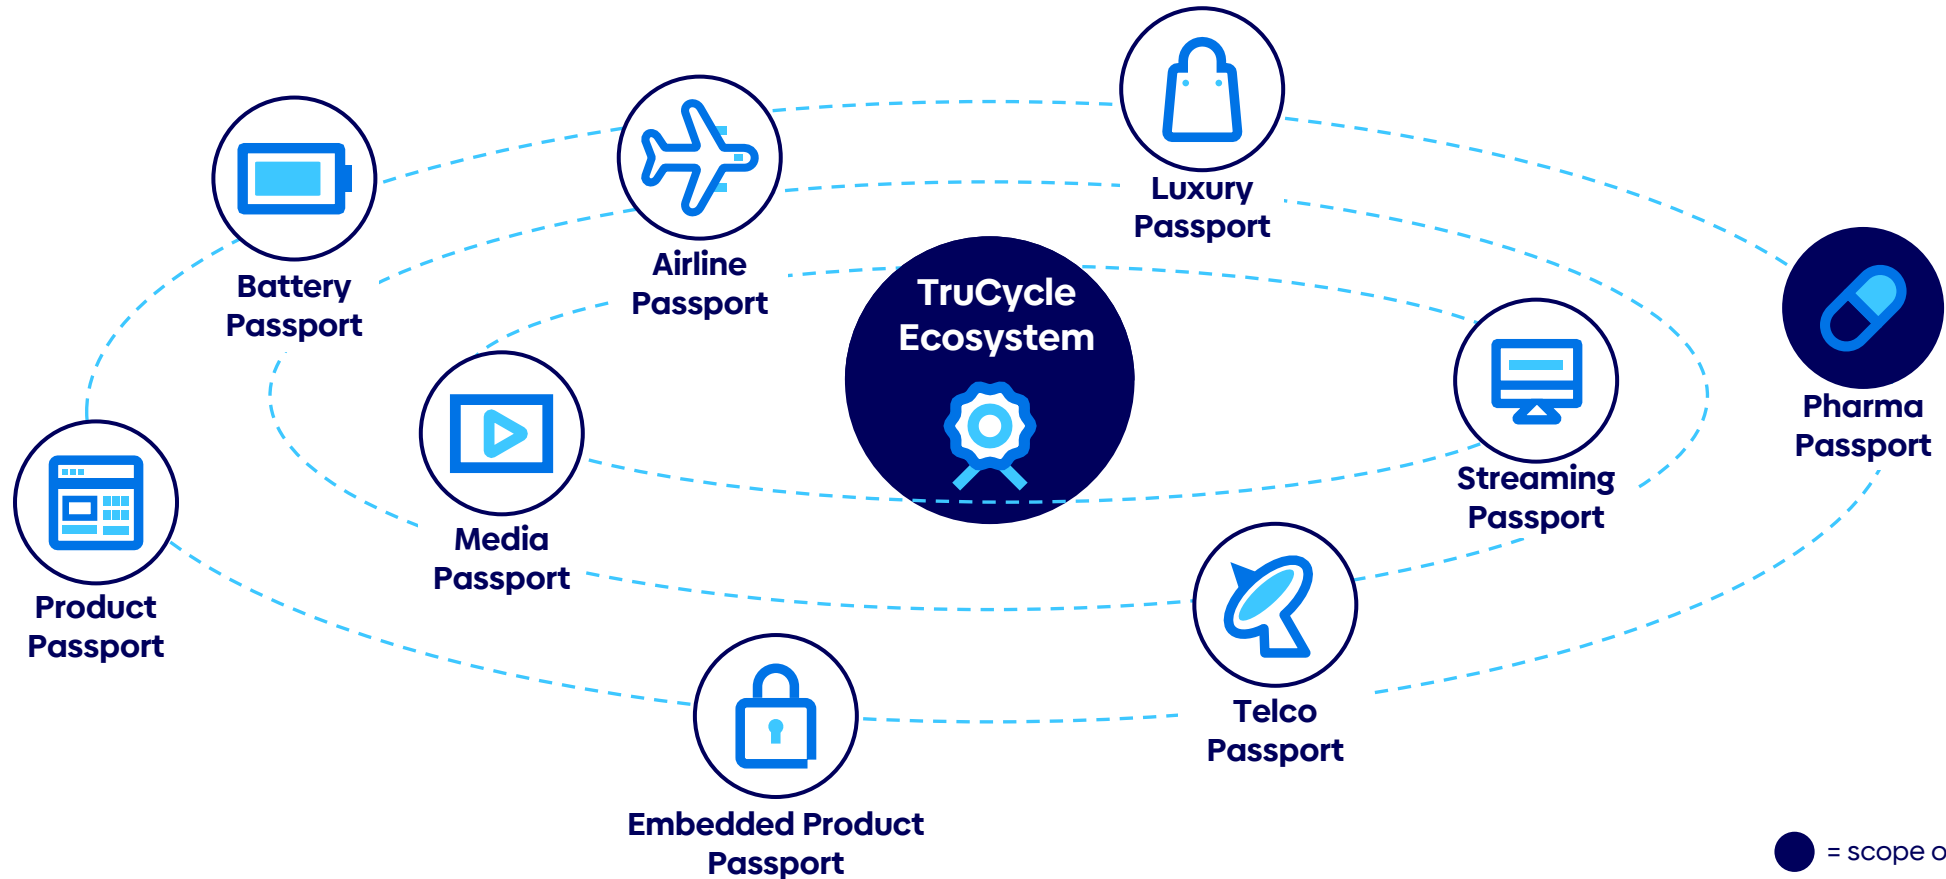 Luxury
Passport
Airline
Passport
Battery
Passport
TruCycle
Ecosystem
Pharma
Passport
Streaming
Passport
Media
Passport
Product
Passport
Telco
Passport
Embedded Product
Passport
= scope